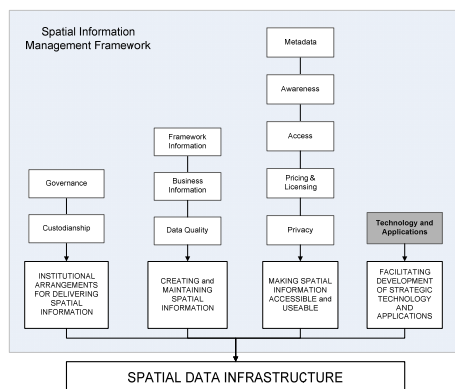 Spatial Information
Management Framework
Metadata
Awareness
Access
Pricing &
Licensing
Privacy
Framework
Information
Business
Information
Data Quality
Governance
Custodianship
Technology and
Applications
INSTITUTIONAL
ARRANGEMENTS
FOR DELIVERING
SPATIAL
INFORMATION
CREATING and
MAINTAINING
SPATIAL
INFORMATION
MAKING SPATIAL
INFORMATION
ACCESSIBLE and
USEABLE
FACILITATING
DEVELOPMENT
OF STRATEGIC
TECHNOLOGY
AND
APPLICATIONS
SPATIAL DATA INFRASTRUCTURE